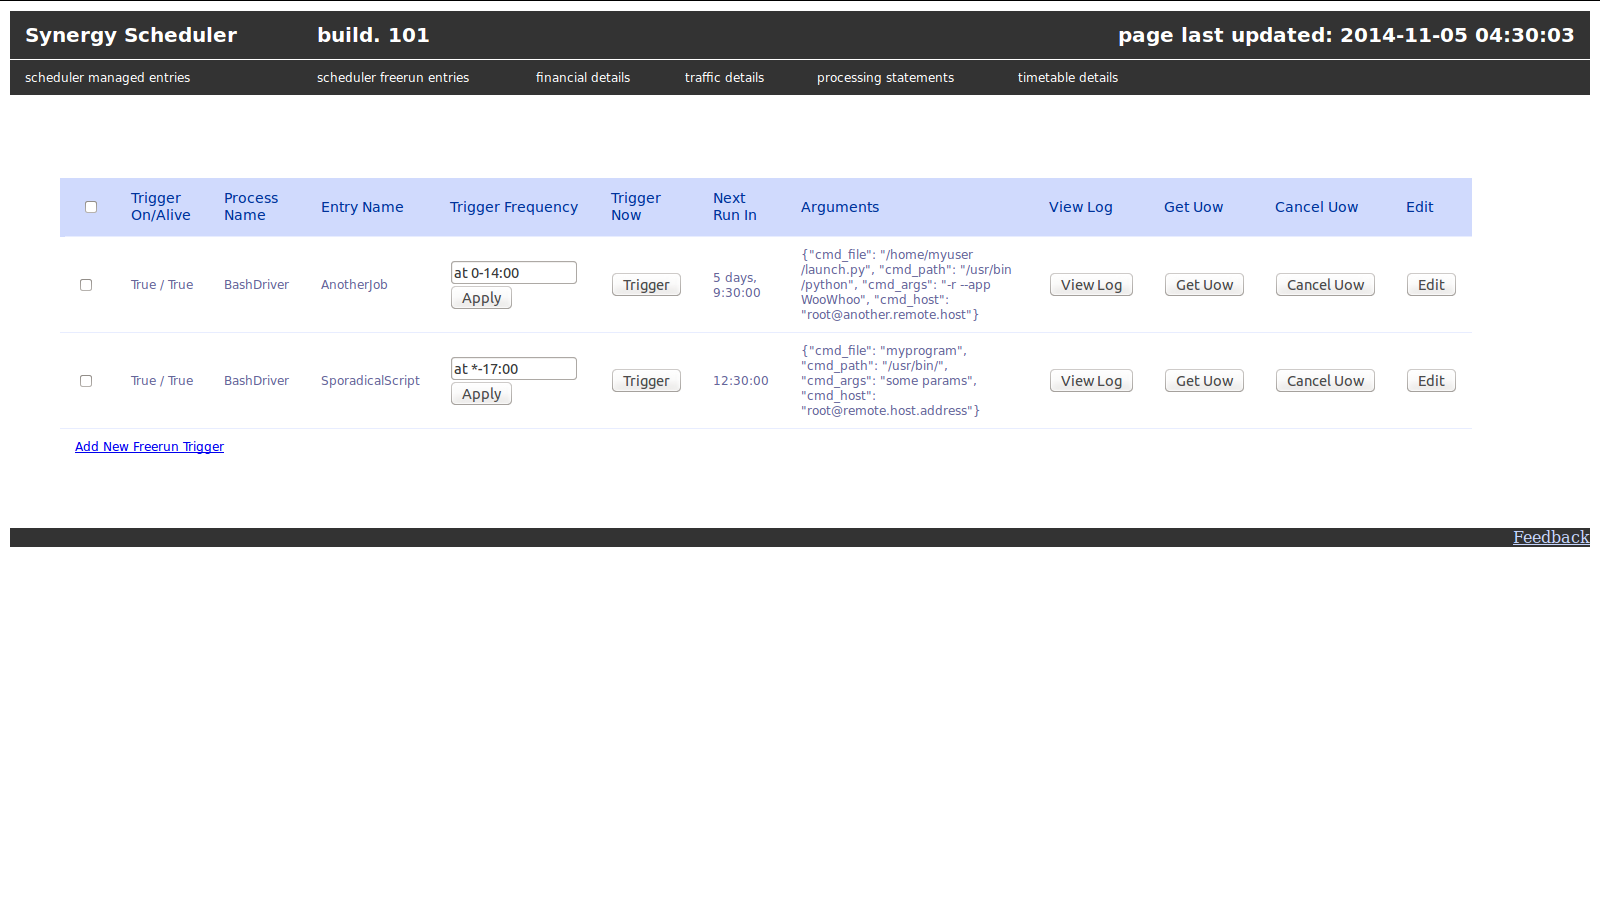 Synergy Scheduler build. 101 page last updated: 2014-11-05 04:30:03
scheduler managed entries scheduler freerun entries financial details traffic details processing statements timetable details
Trigger On/Alive Process Name Entry Name Trigger Frequency Trigger Now Next Run In Arguments View Log Get Uow Cancel Uow Edit
True / True BashDriver AnotherJob
at 0-14:00
Apply
Trigger
5 days,
9:30:00
{"cmd_file": "/home/myuser
/launch.py", "cmd_path": "/usr/bin
/python", "cmd_args": "-r --app
WooWhoo", "cmd_host":
"root@another.remote.host"}
View Log Get Uow Cancel Uow Edit
True / True BashDriver SporadicalScript
at *-17:00
Apply
Trigger
12:30:00
{"cmd_file": "myprogram",
"cmd_path": "/usr/bin/",
"cmd_args": "some params",
"cmd_host":
"root@remote.host.address"}
View Log Get Uow Cancel Uow Edit
Add New Freerun Trigger
Feedback